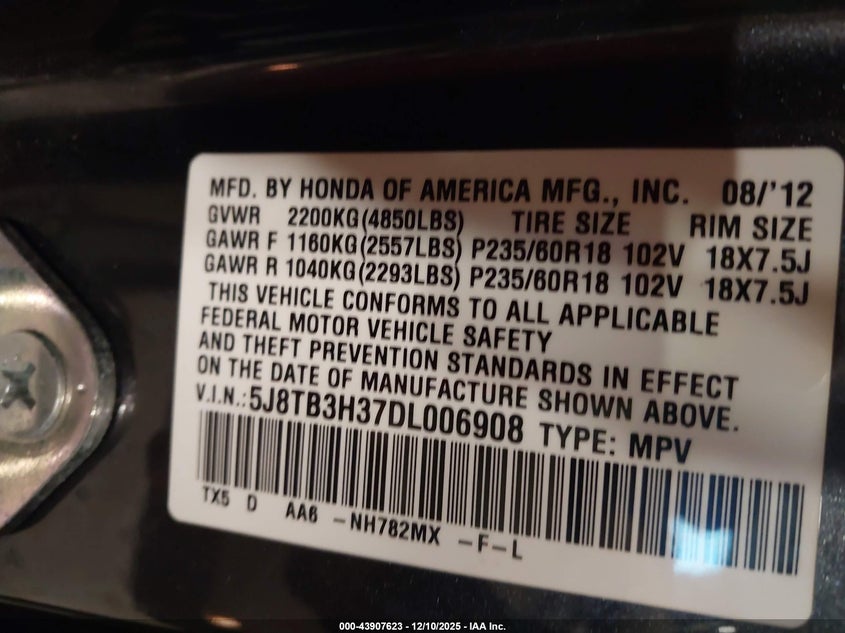 MFD. BY HONDA OF AMERICA MFG., INC. 08/'12
GVWR 2200KG(4850LBS) TIRE SIZE RIM SIZE
GAWR F 1160KG(2557LBS) P235/60R18 102V 18X7.5J
GAWR R 1040KG(2293LBS) P235/60R18 102V 18X7.5J
THIS VEHICLE CONFORMS TO ALL APPLICABLE
FEDERAL MOTOR VEHICLE SAFETY
AND THEFT PREVENTION STANDARDS IN EFFECT
ON THE DATE OF MANUFACTURE SHOWN ABOVE.
V.I.N.:5J8TB3H37DL006908 TYPE: MPV
TX5 D AA6 -NH782MX -F-L
000-43907623 - 12/10/2025 - IAA Inc.